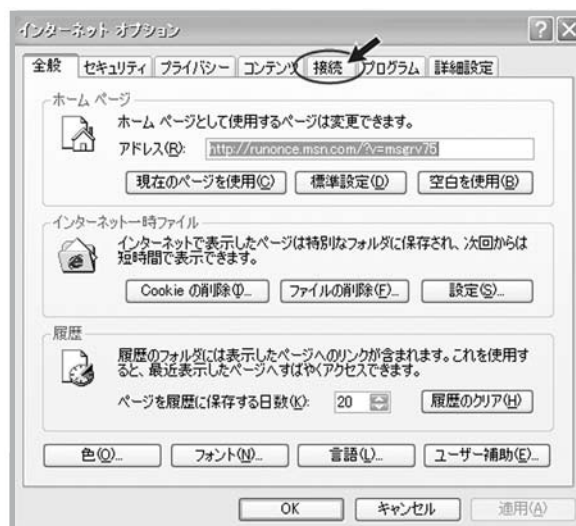 インターネット オプション
全般 セキュリティ プライバシー コンテンツ 接続 プログラム 詳細設定
ホーム ページ
ホーム ページとして使用するページは変更できます。
アドレス(R): http://runonce.msn.com/?v=msgrv75
現在のページを使用(C) 標準設定(D) 空白を使用(B)
インターネット一時ファイル
インターネットで表示したページは特別なフォルダに保存され、次回からは
短時間で表示できます。
Cookie の削除(I)... ファイルの削除(F)... 設定(S)...
履歴
履歴のフォルダには表示したページへのリンクが含まれます。これを使用す
ると、最近表示したページへすばやくアクセスできます。
ページを履歴に保存する日数(K): 20 履歴のクリア(H)
色(O)... フォント(N)... 言語(L)... ユーザー補助(E)...
OK キャンセル 適用(A)